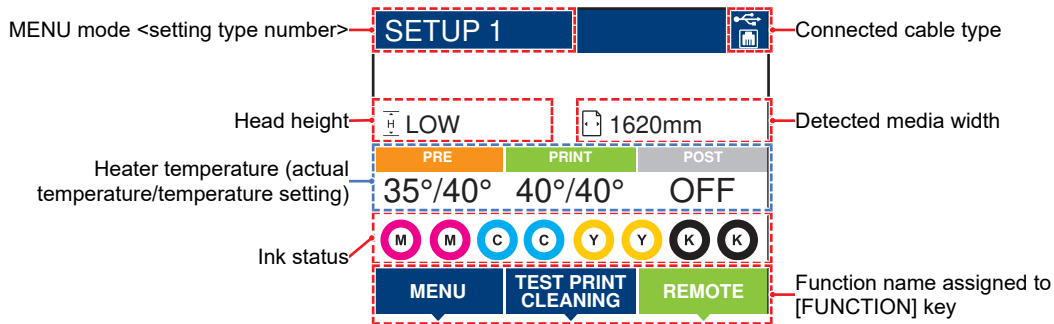 MENU mode <setting type number>
SETUP 1
Connected cable type
Head height
H LOW
1620mm
Detected media width
Heater temperature (actual
temperature/temperature setting)
PRE
PRINT
POST
35°/40°
40°/40°
OFF
Ink status
M M C C Y Y K K
MENU
TEST PRINT
CLEANING
REMOTE
Function name assigned to
[FUNCTION] key